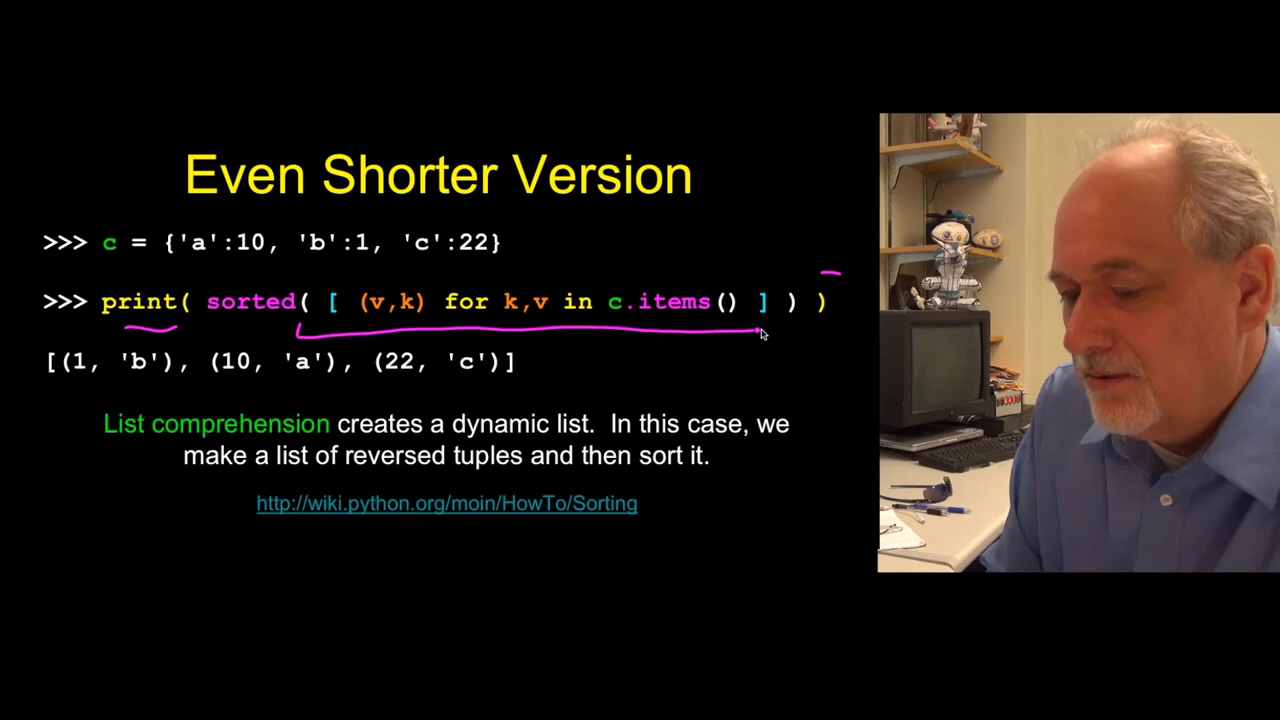 Even Shorter Version
>>> c = {'a':10, 'b':1, 'c':22}
>>> print( sorted( [ (v,k) for k,v in c.items() ] ) )
[(1, 'b'), (10, 'a'), (22, 'c')]
List comprehension creates a dynamic list.  In this case, we
make a list of reversed tuples and then sort it.
http://wiki.python.org/moin/HowTo/Sorting